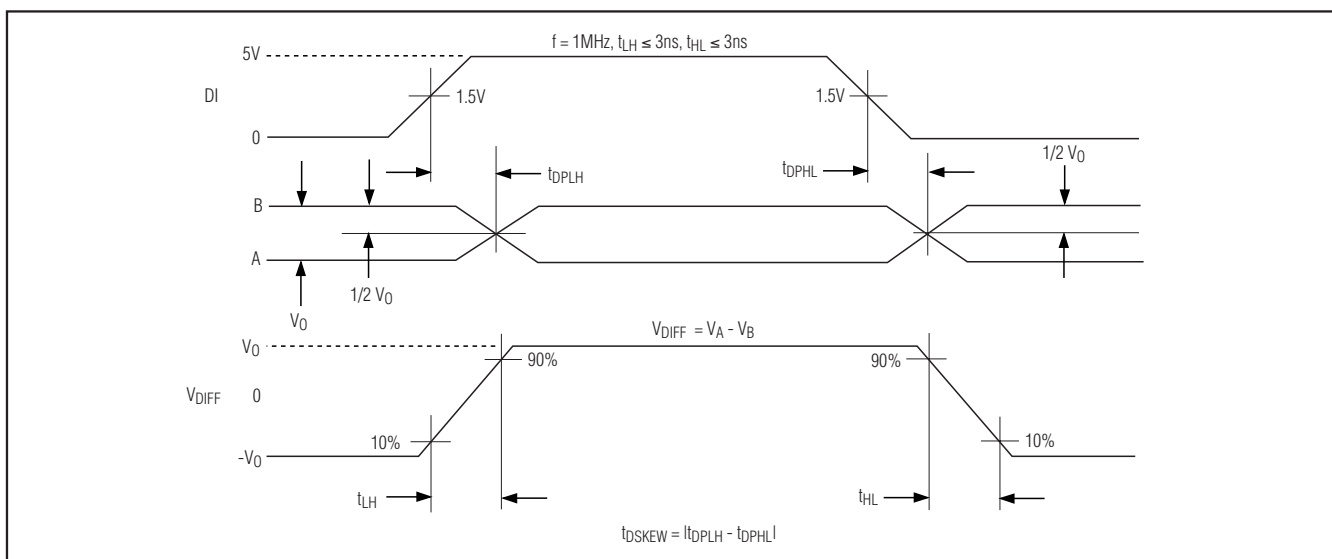 f = 1MHz, tLH ≤ 3ns, tHL ≤ 3ns
5V
DI
1.5V
1.5V
0
tDPLH
tDPHL
1/2 VO
B
A
1/2 VO
VO
VDIFF = VA - VB
VO
90%
90%
VDIFF 0
10%
10%
-VO
tLH
tHL
tDSKEW = |tDPLH - tDPHL|